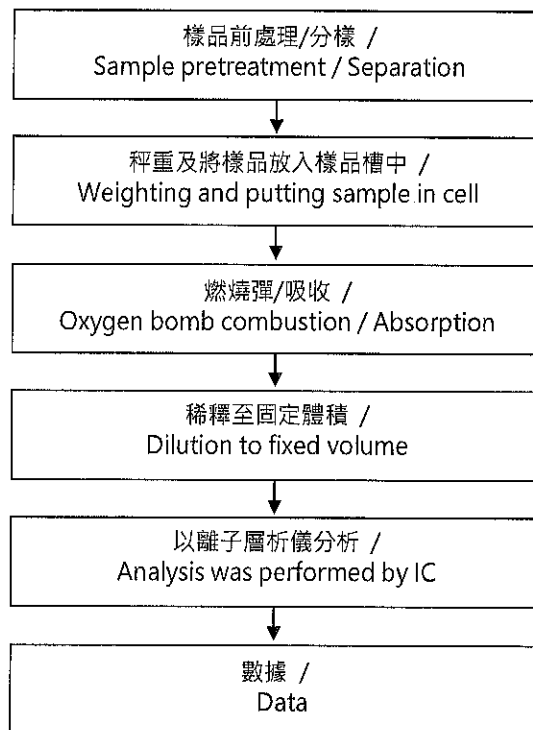 樣品前處理/分樣 /
Sample pretreatment / Separation
秤重及將樣品放入樣品槽中 /
Weighting and putting sample in cell
燃燒彈/吸收 /
Oxygen bomb combustion / Absorption
稀釋至固定體積 /
Dilution to fixed volume
以離子層析儀分析 /
Analysis was performed by IC
數據 /
Data